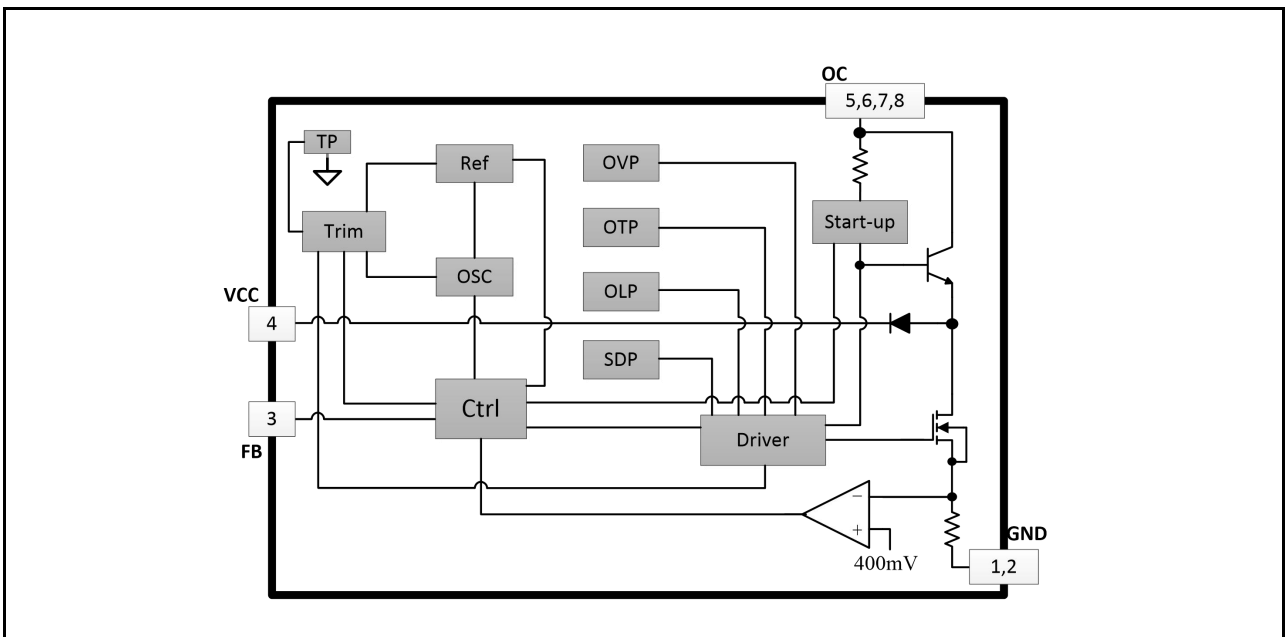 OC
5,6,7,8
TP
Ref
OVP
Trim
OTP
Start-up
OSC
OLP
VCC
4
SDP
Ctrl
3
FB
Driver
−
+
400mV
GND
1,2